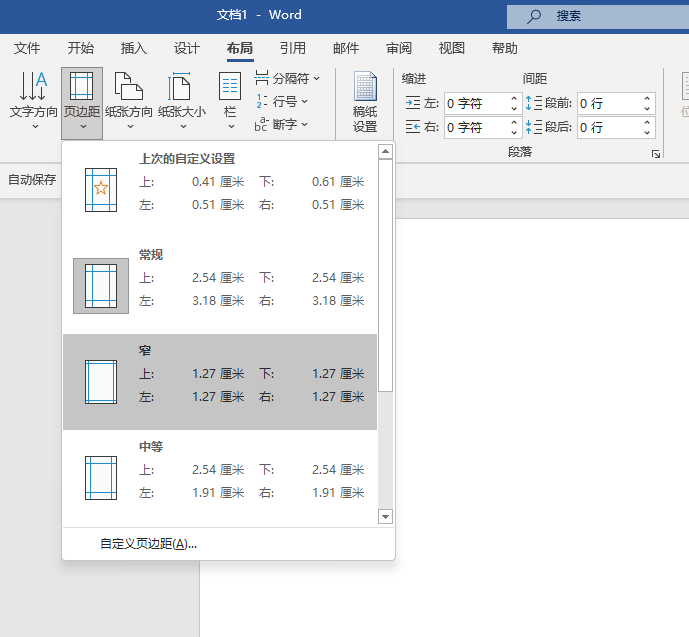 文档1 - Word
搜索
文件 开始 插入 设计 布局 引用 邮件 审阅 视图 帮助
文字方向 页边距 纸张方向 纸张大小 栏
分隔符
行号
断字
稿纸
设置
缩进 间距
左: 0 字符 段前: 0 行
右: 0 字符 段后: 0 行
段落
自动保存
上次的自定义设置
上: 0.41 厘米 下: 0.61 厘米
左: 0.51 厘米 右: 0.51 厘米
常规
上: 2.54 厘米 下: 2.54 厘米
左: 3.18 厘米 右: 3.18 厘米
窄
上: 1.27 厘米 下: 1.27 厘米
左: 1.27 厘米 右: 1.27 厘米
中等
上: 2.54 厘米 下: 2.54 厘米
左: 1.91 厘米 右: 1.91 厘米
自定义页边距(A)...